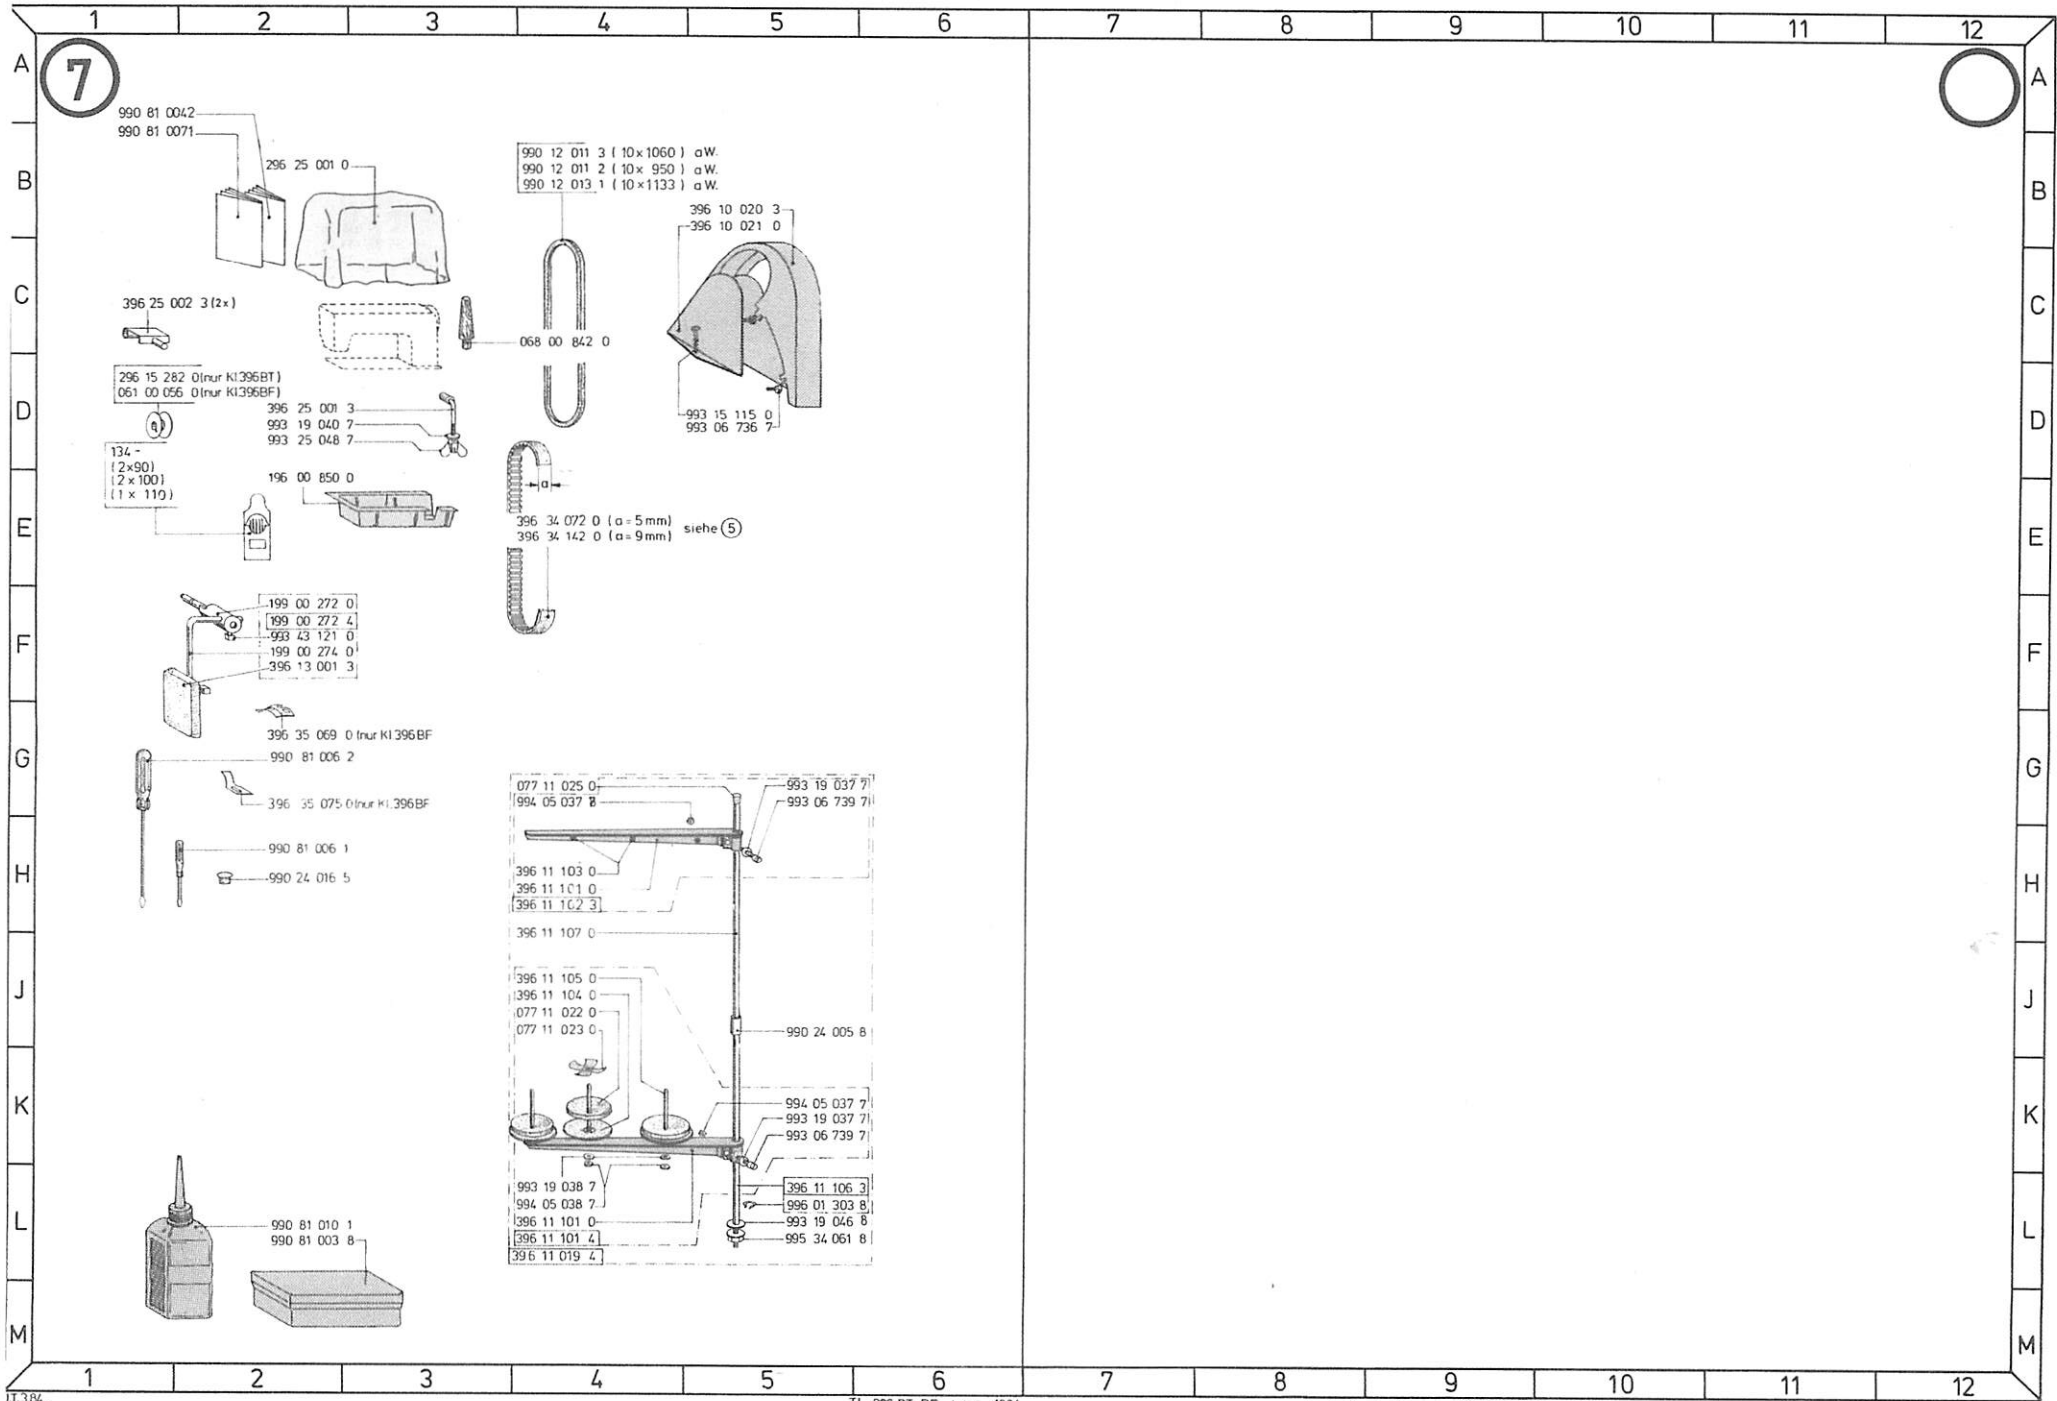 1 2 3 4 5 6 7 8 9 10 11 12
A
B
C
D
E
F
G
H
J
K
L
M
7
990 81 0042
990 81 0071
296 25 001 0
990 12 011 3 (10x1060) aW.
990 12 011 2 (10x 950) aW.
990 12 013 1 (10x1133) aW.
396 10 020 3
396 10 021 0
396 25 002 3 (2x)
068 00 842 0
296 15 282 0 (nur Kl.396BT)
061 00 056 0 (nur Kl.396BF)
396 25 001 3
993 19 040 7
993 25 048 7
993 15 115 0
993 06 736 7
134 -
(2x90)
(2x100)
(1x 110)
196 00 850 0
a
396 34 072 0 (a=5mm)
396 34 142 0 (a=9mm)
siehe 5
199 00 272 0
199 00 272 4
993 43 121 0
199 00 274 0
396 13 001 3
396 35 069 0 (nur Kl 396BF
990 81 006 2
396 35 075 0 (nur Kl.396BF
990 81 006 1
990 24 016 5
077 11 025 0
994 05 037 8
993 19 037 7
993 06 739 7
396 11 103 0
396 11 101 0
396 11 102 3
396 11 107 0
396 11 105 0
396 11 104 0
077 11 022 0
077 11 023 0
990 24 005 8
994 05 037 7
993 19 037 7
993 06 739 7
993 19 038 7
994 05 038 7
396 11 101 0
396 11 101 4
396 11 019 4
396 11 106 3
996 01 303 8
993 19 046 8
995 34 061 8
990 81 010 1
990 81 003 8
A
B
C
D
E
F
G
H
J
K
L
M
1 2 3 4 5 6 7 8 9 10 11 12